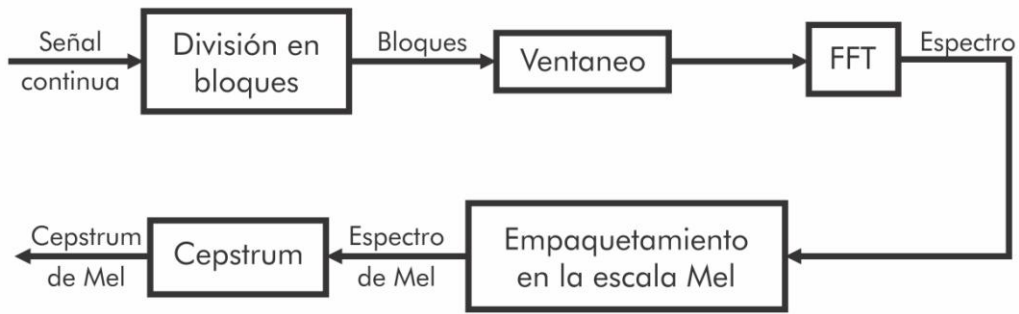 Señal
continua
División en
bloques
Bloques
Ventaneo
FFT
Espectro
Empaquetamiento
en la escala Mel
Espectro
de Mel
Cepstrum
Cepstrum
de Mel